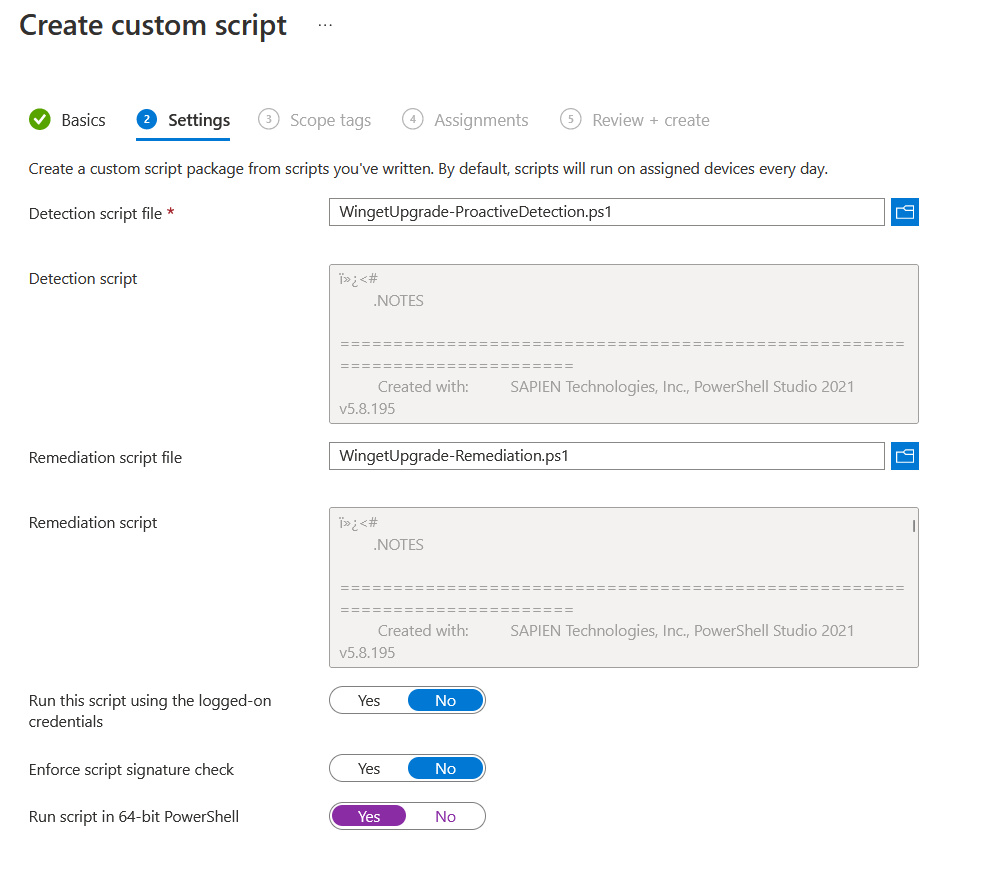 Create custom script ...
Basics 2 Settings 3 Scope tags 4 Assignments 5 Review + create
Create a custom script package from scripts you've written. By default, scripts will run on assigned devices every day.
Detection script file * WingetUpgrade-ProactiveDetection.ps1
Detection script
ï»¿<#
.NOTES
=====================================================
======================
Created with: SAPIEN Technologies, Inc., PowerShell Studio 2021
v5.8.195
Remediation script file WingetUpgrade-Remediation.ps1
Remediation script
ï»¿<#
.NOTES
=====================================================
======================
Created with: SAPIEN Technologies, Inc., PowerShell Studio 2021
v5.8.195
Run this script using the logged-on Yes No
credentials
Enforce script signature check Yes No
Run script in 64-bit PowerShell Yes No